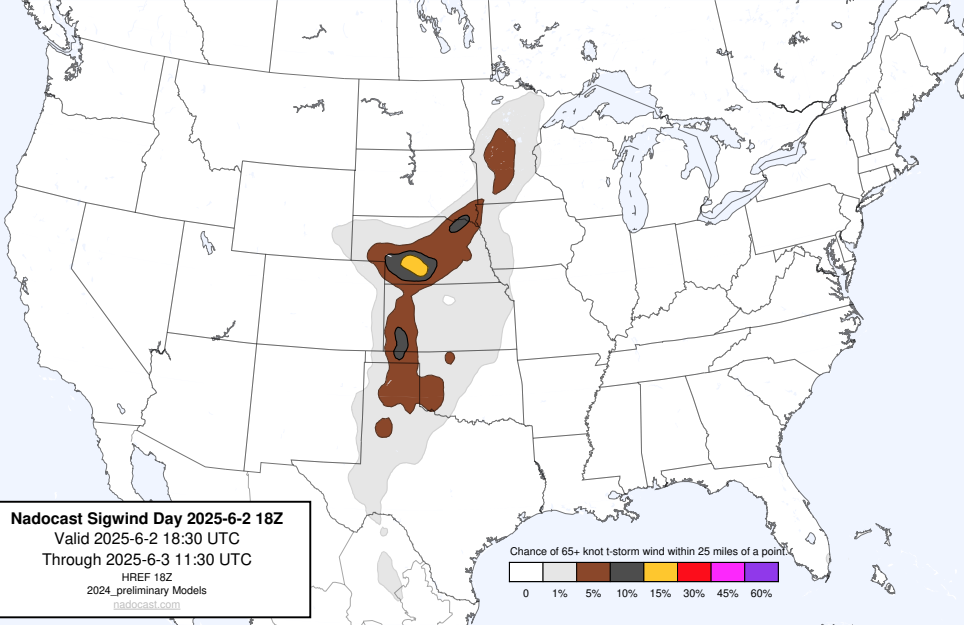 Nadocast Sigwind Day 2025-6-2 18Z
Valid 2025-6-2 18:30 UTC
Through 2025-6-3 11:30 UTC
HREF 18Z
2024_preliminary Models
nadocast.com
Chance of 65+ knot t-storm wind within 25 miles of a point.
0 1% 5% 10% 15% 30% 45% 60%